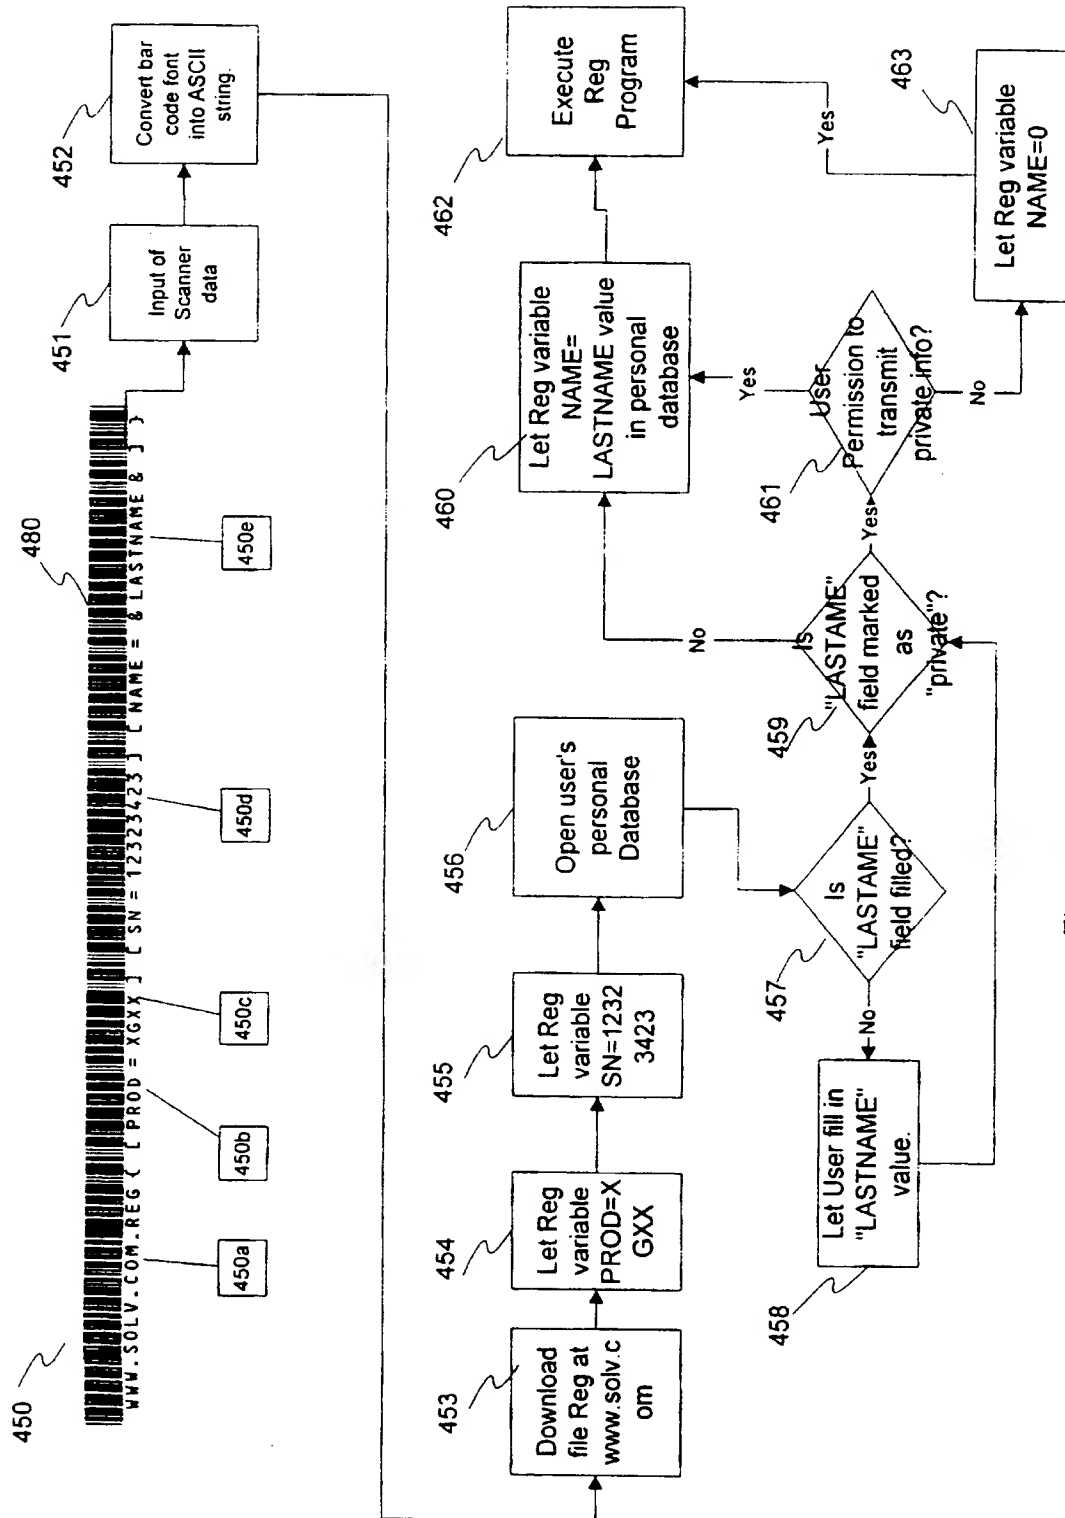 450
480
WWW.SOLV.COM.REG { [ PROD = XGXX ] [ SN = 12323423 ] [ NAME = & LASTNAME & ] }
450a
450b
450c
450d
450e
451
Input of
Scanner
data
452
Convert bar
code font
into ASCII
string.
453
Download
file Reg at
www.solv.c
om
454
Let Reg
variable
PROD=X
GXX
455
Let Reg
variable
SN=1232
3423
456
Open user's
personal
Database
457
Is
"LASTAME"
field filled?
No
Yes
458
Let User fill in
"LASTNAME"
value.
459
Is
"LASTAME"
field marked
as
"private"?
No
Yes
460
Let Reg variable
NAME=
LASTNAME value
in personal
database
461
User
Permission to
transmit
private info?
Yes
No
462
Execute
Reg
Program
463
Let Reg variable
NAME=0
Yes